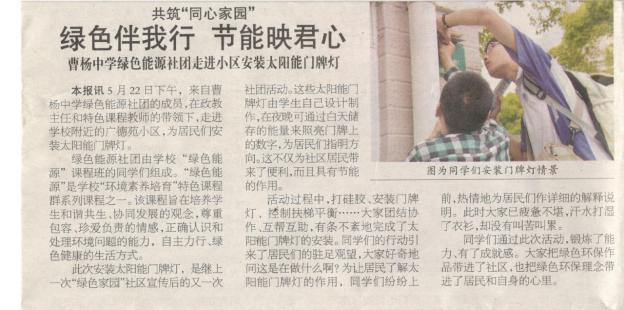 共筑“同心家园”
绿色伴我行 节能映君心
曹杨中学绿色能源社团走进小区安装太阳能门牌灯
本报讯 5 月 22 日下午，来自曹
杨中学绿色能源社团的成员，在政教
主任和特色课程教师的带领下，走进
学校附近的广德苑小区，为居民们安
装太阳能门牌灯。
绿色能源社团由学校“绿色能
源”课程班的同学们组成。“绿色能
源”是学校“环境素养培育”特色课程
群系列课程之一。该课程旨在培养学
生和谐共生、协同发展的观念，尊重
包容、珍爱负责的情感，正确认识和
处理环境问题的能力，自主力行、绿
色健康的生活方式。
此次安装太阳能门牌灯，是继上
一次“绿色家园”社区宣传后的又一次
社团活动。这些太阳能门
牌灯由学生自己设计制
作，在夜晚可通过白天储
存的能量来照亮门牌上
的数字，为居民们指明方
向。这不仅为社区居民带
来了便利，而且具有节能
的作用。
活动过程中，打硅胶、安装门牌
灯、控制扶梯平衡……大家团结协
作、互帮互助，有条不紊地完成了太
阳能门牌灯的安装。同学们的行动引
来了居民们的驻足观望，大家好奇地
问这是在做什么啊？为让居民了解太
阳能门牌灯的作用，同学们纷纷上
图为同学们安装门牌灯情景
前，热情地为居民们作详细的解释说
明。此时大家已疲惫不堪，汗水打湿
了衣衫，却没有叫苦叫累。
同学们通过此次活动，锻炼了能
力、有了成就感。大家把绿色环保作
品带进了社区，也把绿色环保理念带
进了居民和自身的心里。